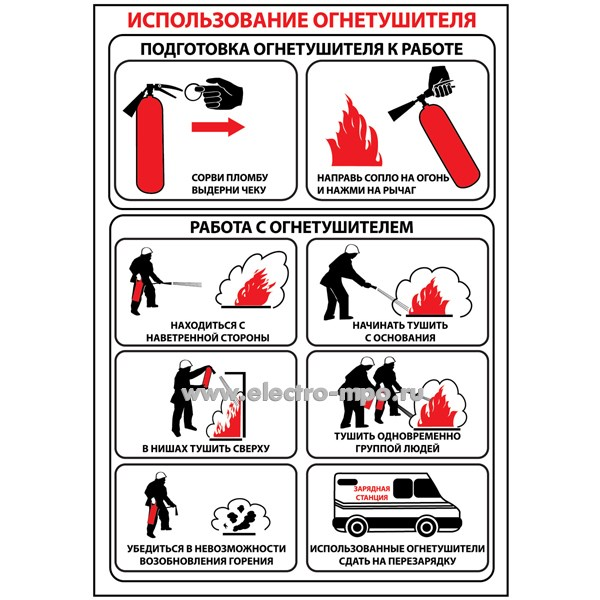 ИСПОЛЬЗОВАНИЕ ОГНЕТУШИТЕЛЯ
ПОДГОТОВКА ОГНЕТУШИТЕЛЯ К РАБОТЕ
СОРВИ ПЛОМБУ
ВЫДЕРНИ ЧЕКУ
НАПРАВЬ СОПЛО НА ОГОНЬ
И НАЖМИ НА РЫЧАГ
РАБОТА С ОГНЕТУШИТЕЛЕМ
НАХОДИТЬСЯ С
НАВЕТРЕННОЙ СТОРОНЫ
НАЧИНАТЬ ТУШИТЬ
С ОСНОВАНИЯ
www.electro-mpo.ru
В НИШАХ ТУШИТЬ СВЕРХУ
ТУШИТЬ ОДНОВРЕМЕННО
ГРУППОЙ ЛЮДЕЙ
УБЕДИТЬСЯ В НЕВОЗМОЖНОСТИ
ВОЗОБНОВЛЕНИЯ ГОРЕНИЯ
ЗАРЯДНАЯ
СТАНЦИЯ
ИСПОЛЬЗОВАННЫЕ ОГНЕТУШИТЕЛИ
СДАТЬ НА ПЕРЕЗАРЯДКУ